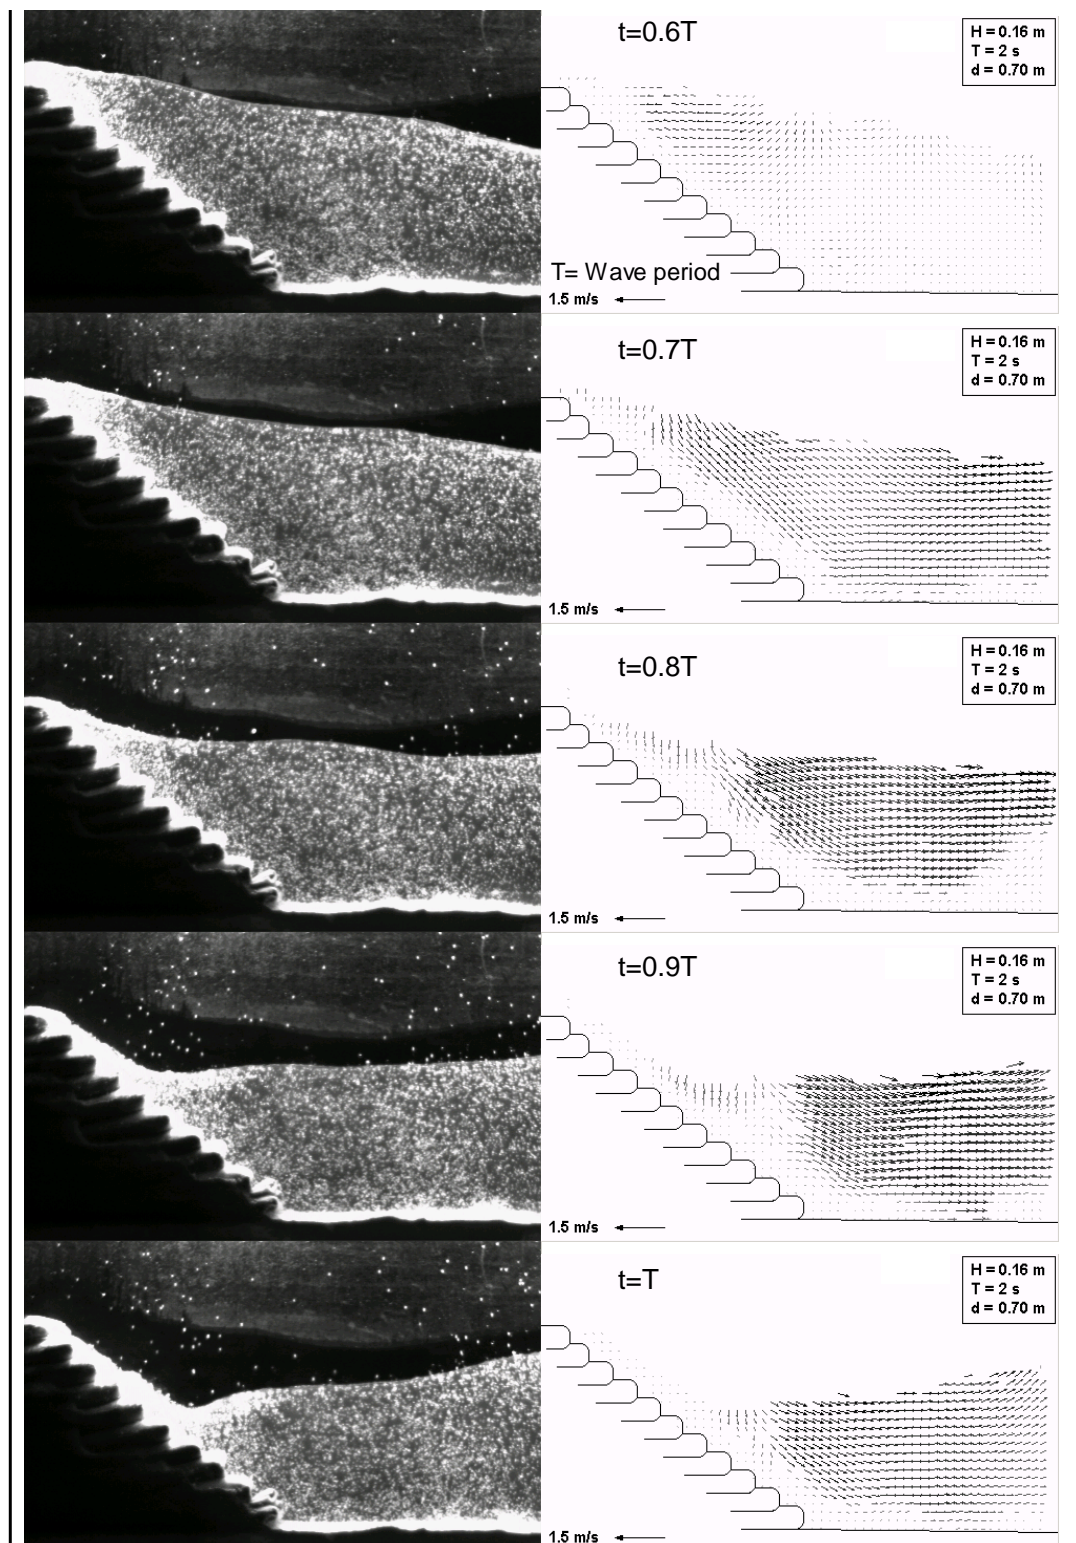 t=0.6T
H = 0.16 m
T = 2 s
d = 0.70 m
T= Wave period
1.5 m/s
t=0.7T
H = 0.16 m
T = 2 s
d = 0.70 m
1.5 m/s
t=0.8T
H = 0.16 m
T = 2 s
d = 0.70 m
1.5 m/s
t=0.9T
H = 0.16 m
T = 2 s
d = 0.70 m
1.5 m/s
t=T
H = 0.16 m
T = 2 s
d = 0.70 m
1.5 m/s